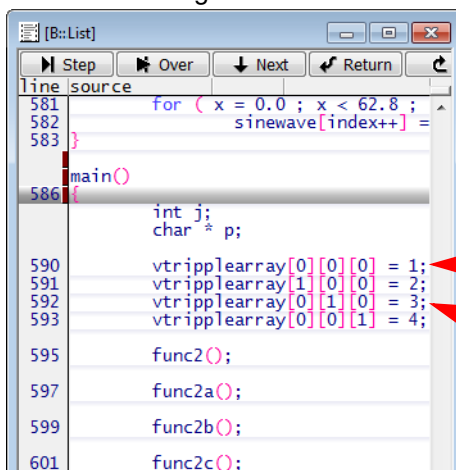 [B::List]
Step Over Next Return
line source
581 for ( x = 0.0 ; x < 62.8 ;
582 sinewave[index++] =
583 }
main()
586 {
int j;
char * p;
590 vtripplearray[0][0][0] = 1;
591 vtripplearray[1][0][0] = 2;
592 vtripplearray[0][1][0] = 3;
593 vtripplearray[0][0][1] = 4;
595 func2();
597 func2a();
599 func2b();
601 func2c();